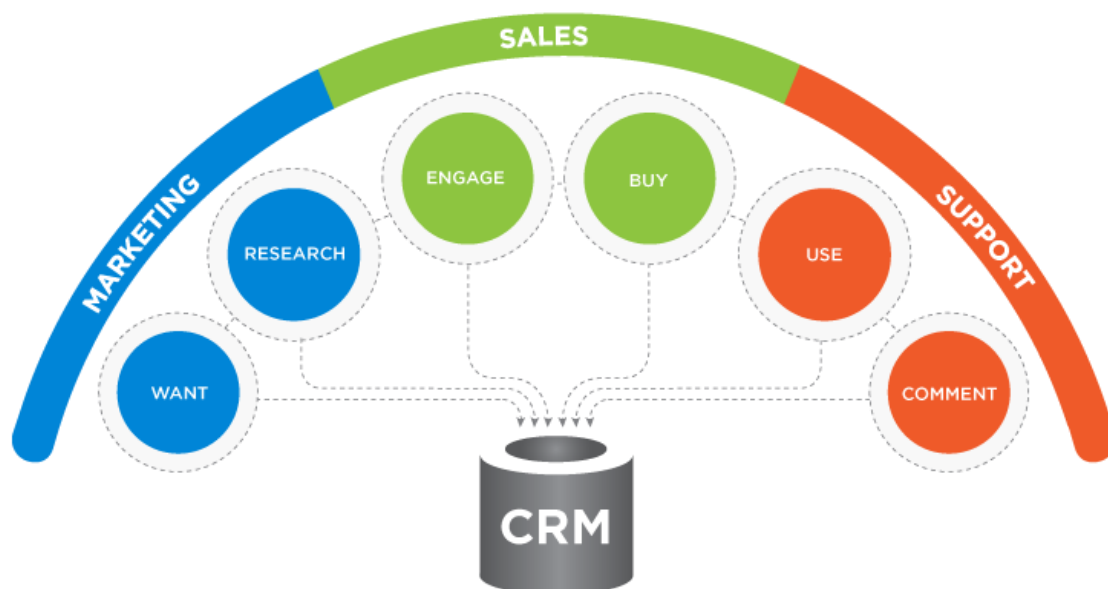 SALES
MARKETING
SUPPORT
WANT
RESEARCH
ENGAGE
BUY
USE
COMMENT
CRM